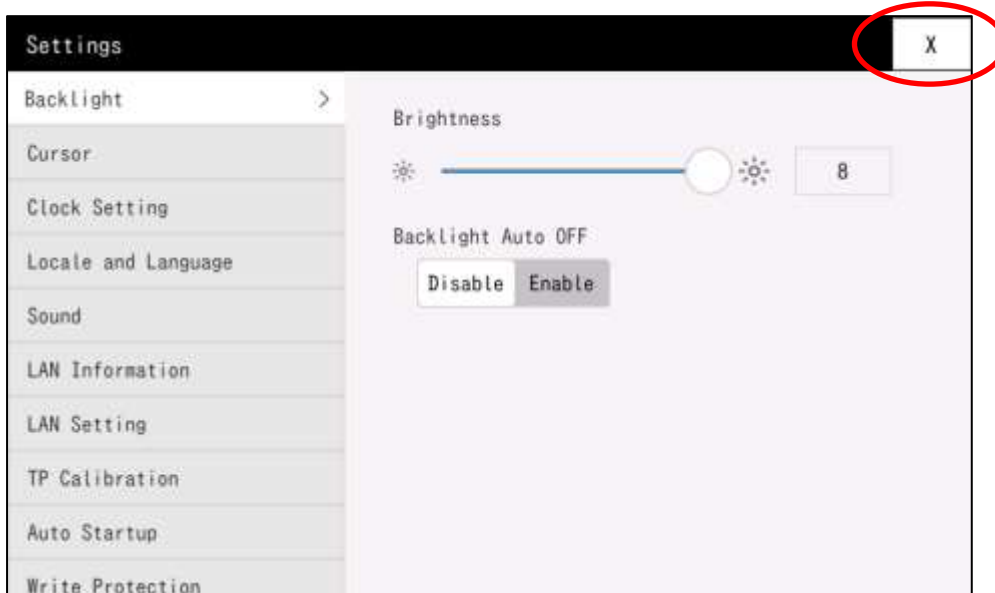 Settings
X
Backlight >
Cursor
Clock Setting
Locale and Language
Sound
LAN Information
LAN Setting
TP Calibration
Auto Startup
Write Protection
Brightness
8
Backlight Auto OFF
Disable Enable